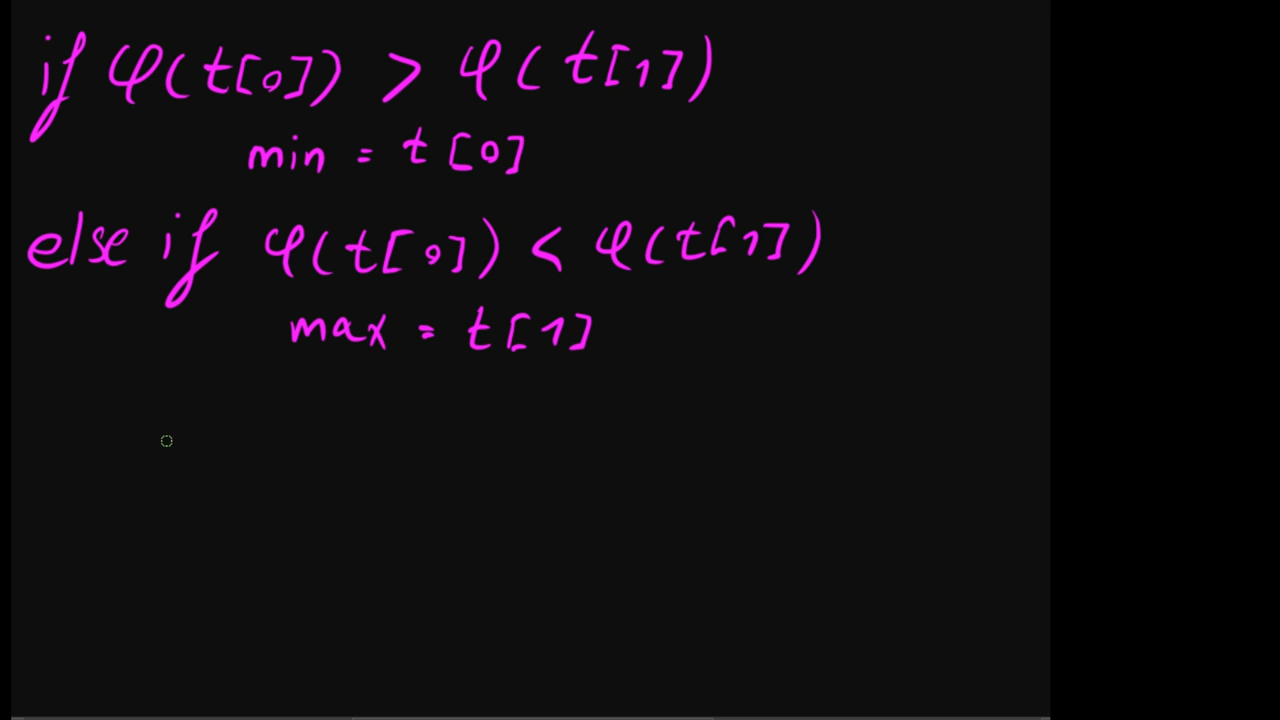 if φ(t[0]) > φ(t[1])
min = t[0]
else if φ(t[0]) < φ(t[1])
max = t[1]